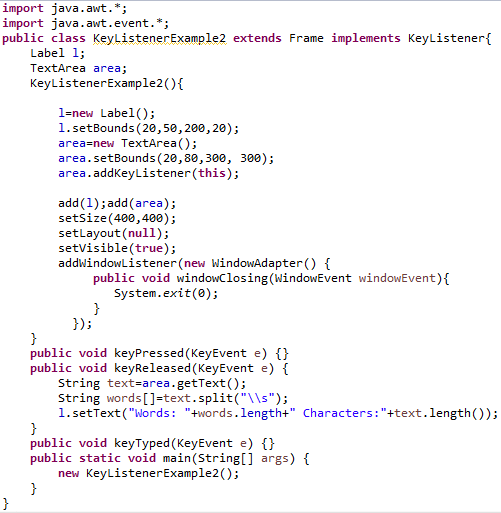 import java.awt.*;
import java.awt.event.*;
public class KeyListenerExample2 extends Frame implements KeyListener{
    Label l;
    TextArea area;
    KeyListenerExample2(){

        l=new Label();
        l.setBounds(20,50,200,20);
        area=new TextArea();
        area.setBounds(20,80,300, 300);
        area.addKeyListener(this);

        add(l);add(area);
        setSize(400,400);
        setLayout(null);
        setVisible(true);
        addWindowListener(new WindowAdapter() {
             public void windowClosing(WindowEvent windowEvent){
                System.exit(0);
             }
          });
    }
    public void keyPressed(KeyEvent e) {}
    public void keyReleased(KeyEvent e) {
        String text=area.getText();
        String words[]=text.split("\\s");
        l.setText("Words: "+words.length+" Characters:"+text.length());
    }
    public void keyTyped(KeyEvent e) {}
    public static void main(String[] args) {
        new KeyListenerExample2();
    }
}